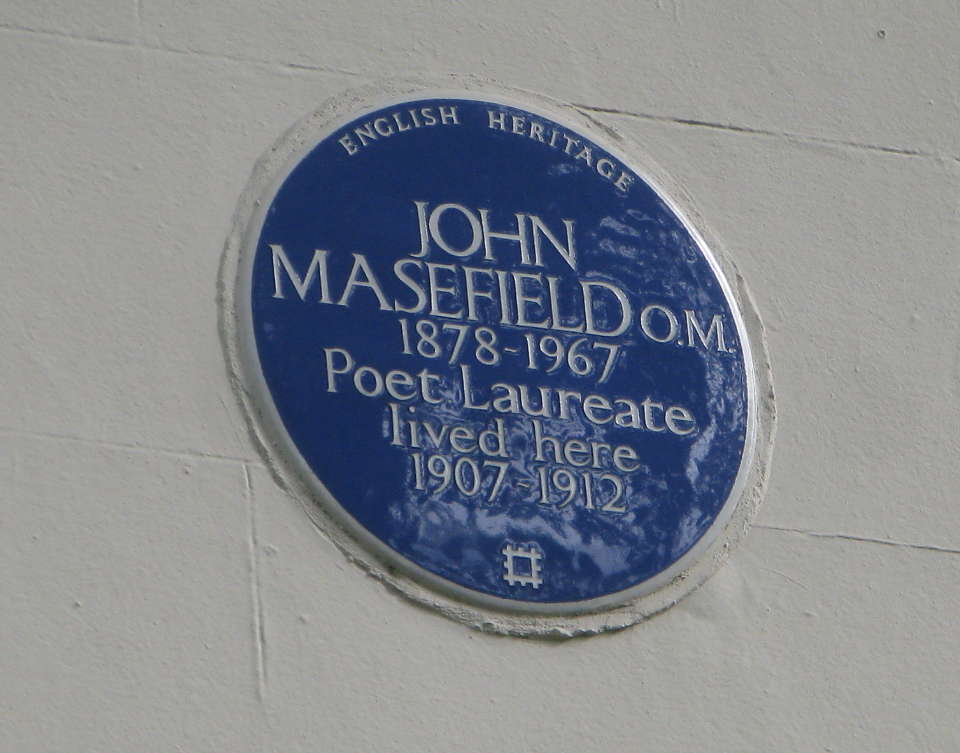 ENGLISH HERITAGE
JOHN
MASEFIELD O.M.
1878-1967
Poet Laureate
lived here
1907-1912